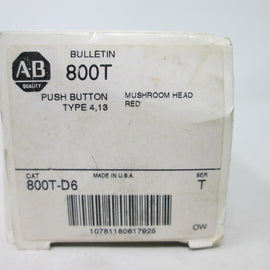 BULLETIN
AB 800T
QUALITY
PUSH BUTTON MUSHROOM HEAD
TYPE 4,13 RED
CAT MADE IN U.S.A. SER
800T-D6 T
10781180617925
OW